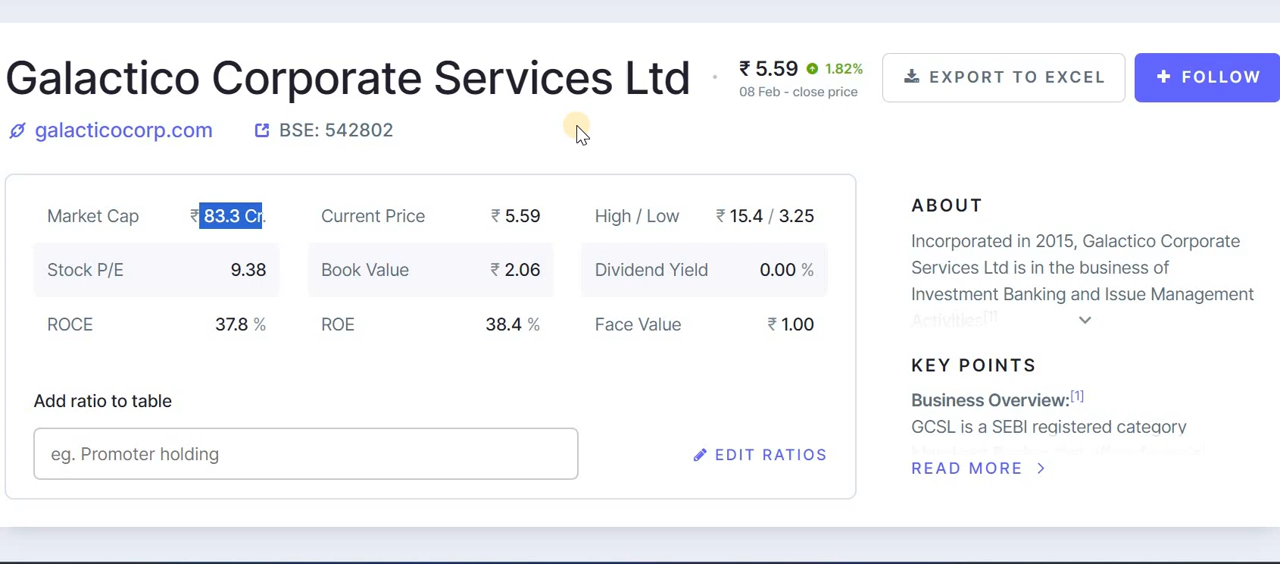 Galactico Corporate Services Ltd
₹ 5.59 1.82%
08 Feb - close price
EXPORT TO EXCEL
+ FOLLOW
galacticocorp.com
BSE: 542802
Market Cap ₹ 83.3 Cr.
Current Price ₹ 5.59
High / Low ₹ 15.4 / 3.25
Stock P/E 9.38
Book Value ₹ 2.06
Dividend Yield 0.00 %
ROCE 37.8 %
ROE 38.4 %
Face Value ₹ 1.00
Add ratio to table
eg. Promoter holding
EDIT RATIOS
ABOUT
Incorporated in 2015, Galactico Corporate
Services Ltd is in the business of
Investment Banking and Issue Management
Activities[1]
KEY POINTS
Business Overview:[1]
GCSL is a SEBI registered category
READ MORE